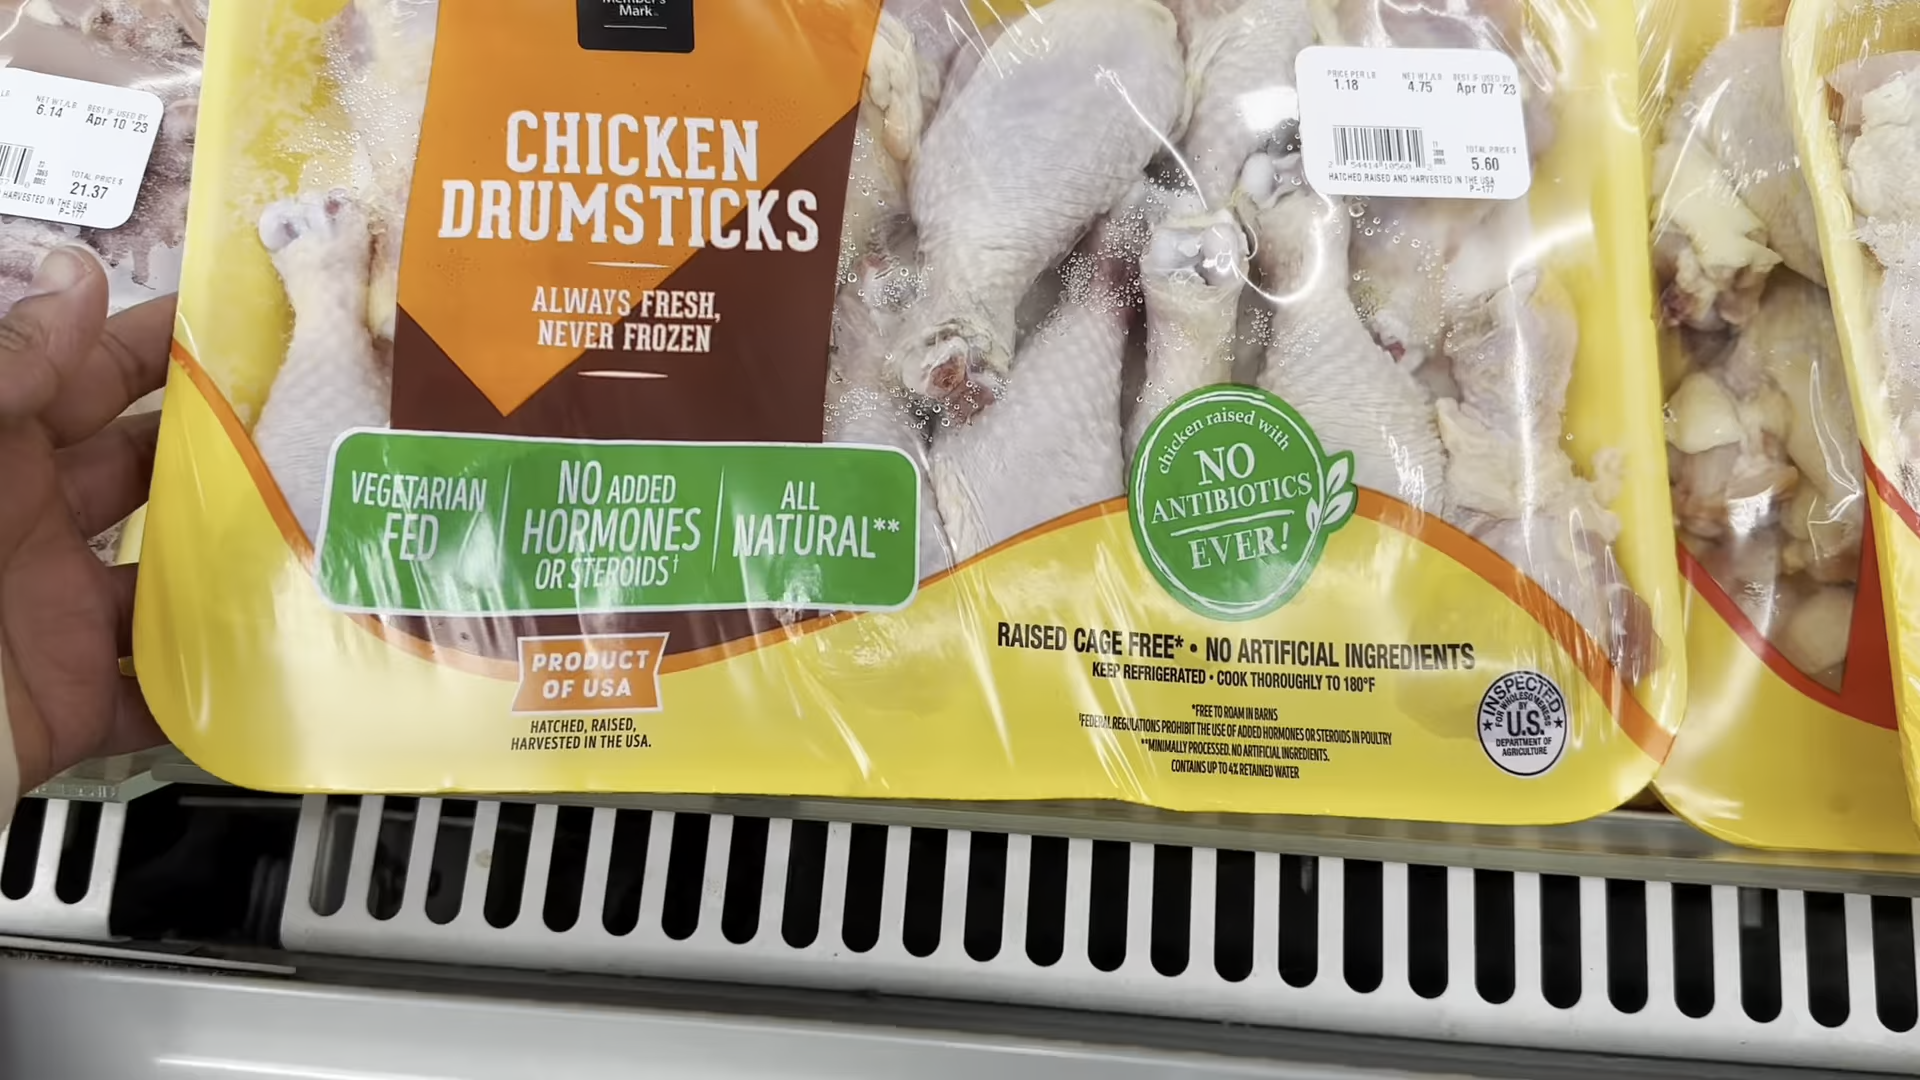 Member's
Mark
CHICKEN
DRUMSTICKS
ALWAYS FRESH,
NEVER FROZEN
VEGETARIAN
FED
NO ADDED
HORMONES
OR STEROIDS†
ALL
NATURAL**
PRODUCT
OF USA
HATCHED, RAISED,
HARVESTED IN THE USA.
chicken raised with
NO
ANTIBIOTICS
EVER!
RAISED CAGE FREE* • NO ARTIFICIAL INGREDIENTS
KEEP REFRIGERATED • COOK THOROUGHLY TO 180°F
*FREE TO ROAM IN BARNS
†FEDERAL REGULATIONS PROHIBIT THE USE OF ADDED HORMONES OR STEROIDS IN POULTRY
**MINIMALLY PROCESSED. NO ARTIFICIAL INGREDIENTS.
CONTAINS UP TO 4% RETAINED WATER
INSPECTED
FOR WHOLESOMENESS
BY
U.S.
DEPARTMENT OF
AGRICULTURE
PRICE PER LB NET WT/LB BEST IF USED BY
1.18 4.75 Apr 07 '23
TOTAL PRICE $
5.60
HATCHED RAISED AND HARVESTED IN THE USA
P-177
LB NET WT/LB BEST IF USED BY
6.14 Apr 10 '23
TOTAL PRICE $
21.37
HARVESTED IN THE USA
P-177